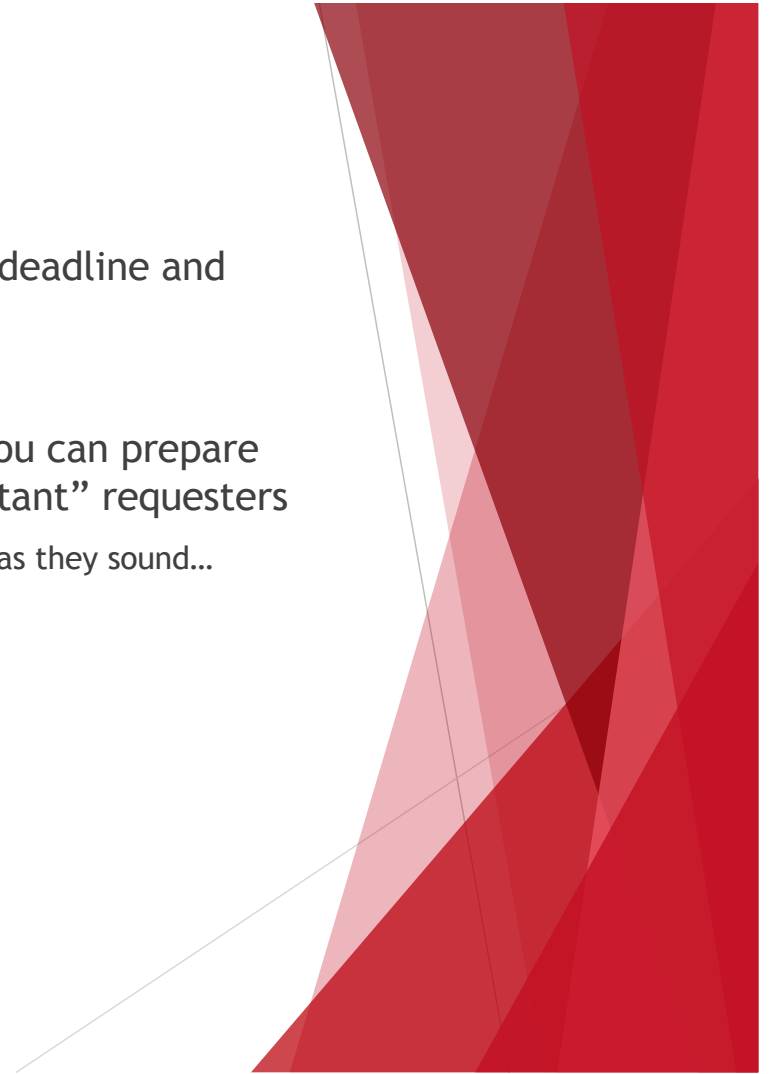 deadline and
ou can prepare
tant” requesters
as they sound…